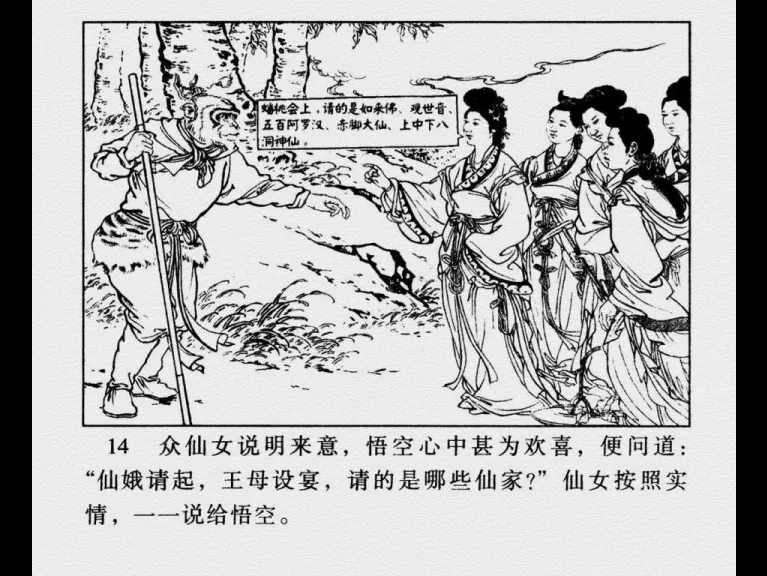 蟠桃会上，请的是如来佛、观世音、
五百阿罗汉、赤脚大仙、上中下八
洞神仙。
14 众仙女说明来意，悟空心中甚为欢喜，便问道：
“仙娥请起，王母设宴，请的是哪些仙家？”仙女按照实
情，一一说给悟空。